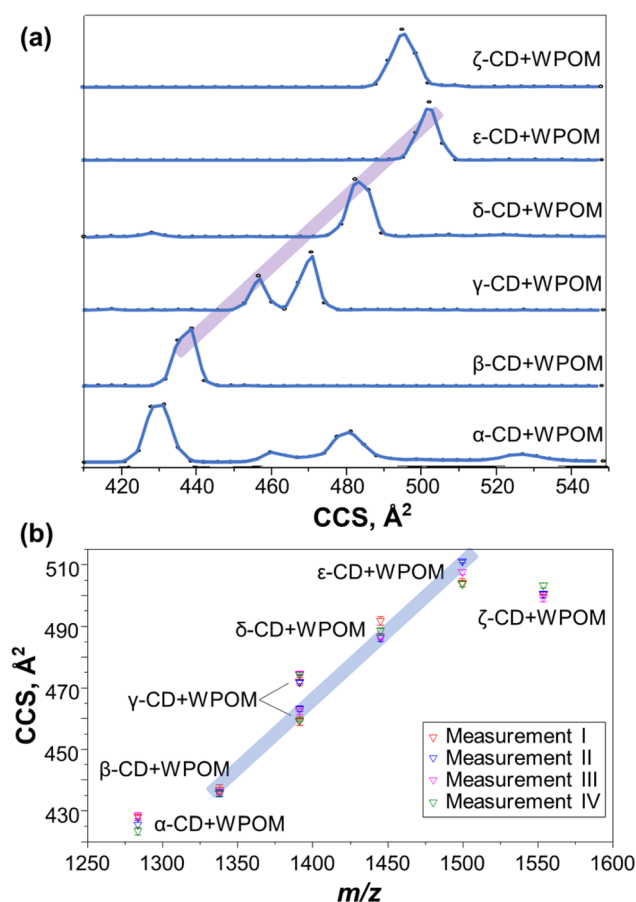 (a)
ζ-CD+WPOM
ε-CD+WPOM
δ-CD+WPOM
γ-CD+WPOM
β-CD+WPOM
α-CD+WPOM
420 440 460 480 500 520 540
CCS, Å²
(b)
510
490
470
450
430
CCS, Å²
ε-CD+WPOM
ζ-CD+WPOM
δ-CD+WPOM
γ-CD+WPOM
β-CD+WPOM
α-CD+WPOM
Measurement I
Measurement II
Measurement III
Measurement IV
1250 1300 1350 1400 1450 1500 1550 1600
m/z